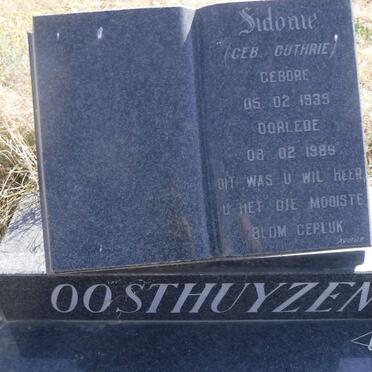 Sidonie
(GEB. GUTHRIE)
GEBORE
05. 02. 1939
OORLEDE
08. 02. 1989
DIT WAS U WIL HEER
U HET DIE MOOISTE
BLOM GEPLUK
OOSTHUYZEN